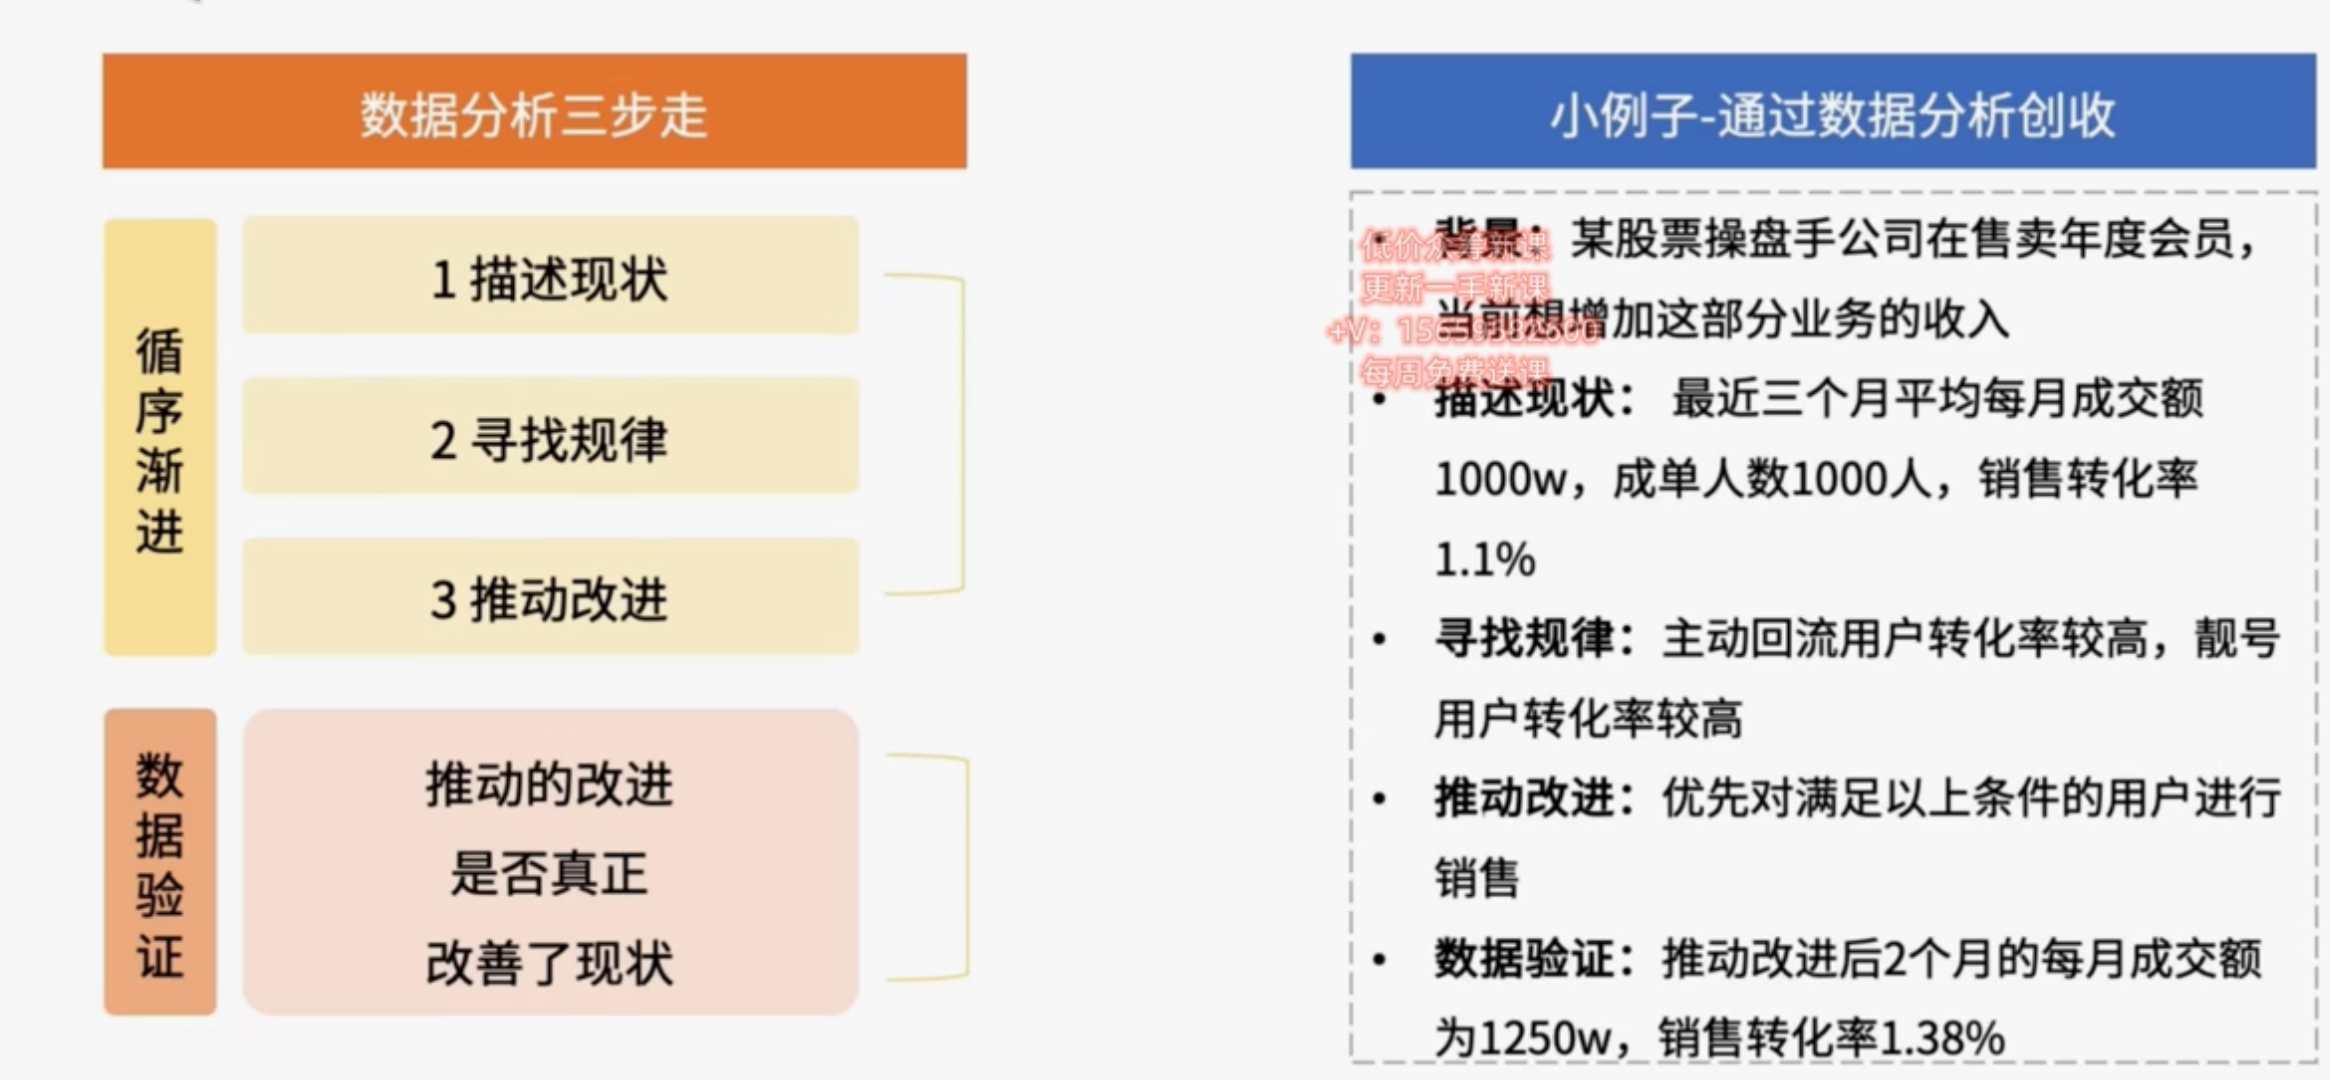 数据分析三步走
循序渐进
1 描述现状
2 寻找规律
3 推动改进
数据验证
推动的改进
是否真正
改善了现状
小例子-通过数据分析创收
• 背景：某股票操盘手公司在售卖年度会员，
当前想增加这部分业务的收入
• 描述现状： 最近三个月平均每月成交额
1000w，成单人数1000人，销售转化率
1.1%
• 寻找规律：主动回流用户转化率较高，靓号
用户转化率较高
• 推动改进：优先对满足以上条件的用户进行
销售
• 数据验证：推动改进后2个月的每月成交额
为1250w，销售转化率1.38%
低价众筹新课
更新一手新课
+V：
每周免费送课